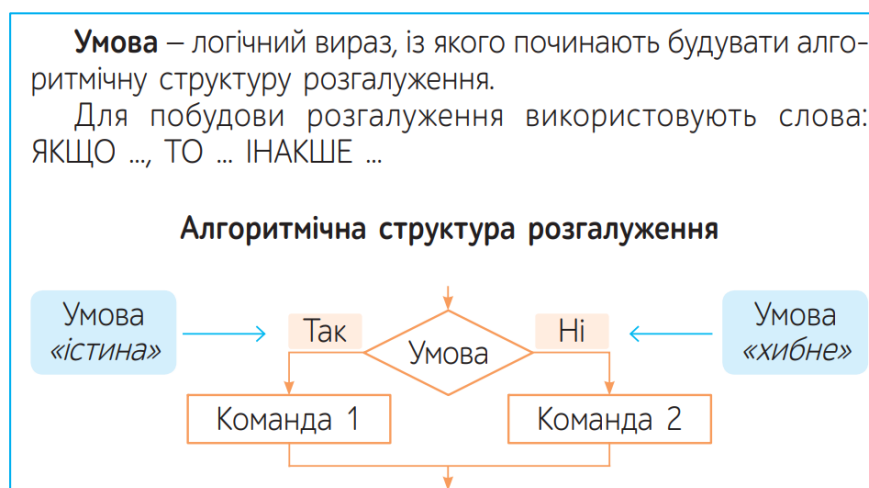 Умова – логічний вираз, із якого починають будувати алго-
ритмічну структуру розгалуження.
Для побудови розгалуження використовують слова:
ЯКЩО ..., ТО ... ІНАКШЕ ...
Алгоритмічна структура розгалуження
Умова
«істина»
Так
Умова
Ні
Умова
«хибне»
Команда 1
Команда 2